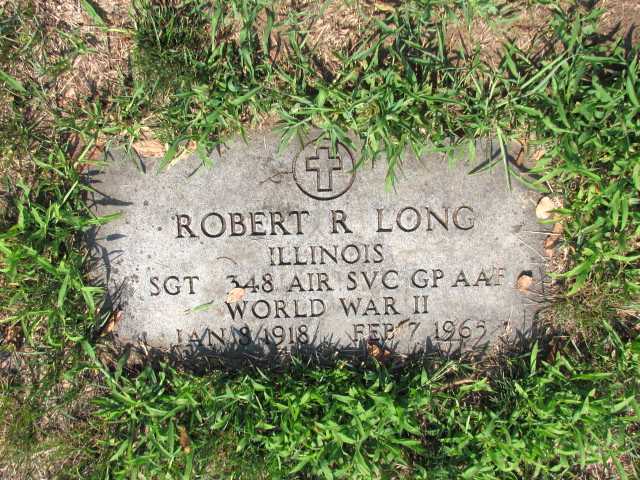 ROBERT R LONG
ILLINOIS
SGT 348 AIR SVC GP AAF
WORLD WAR II
JAN 8 1918 FEB 7 1965